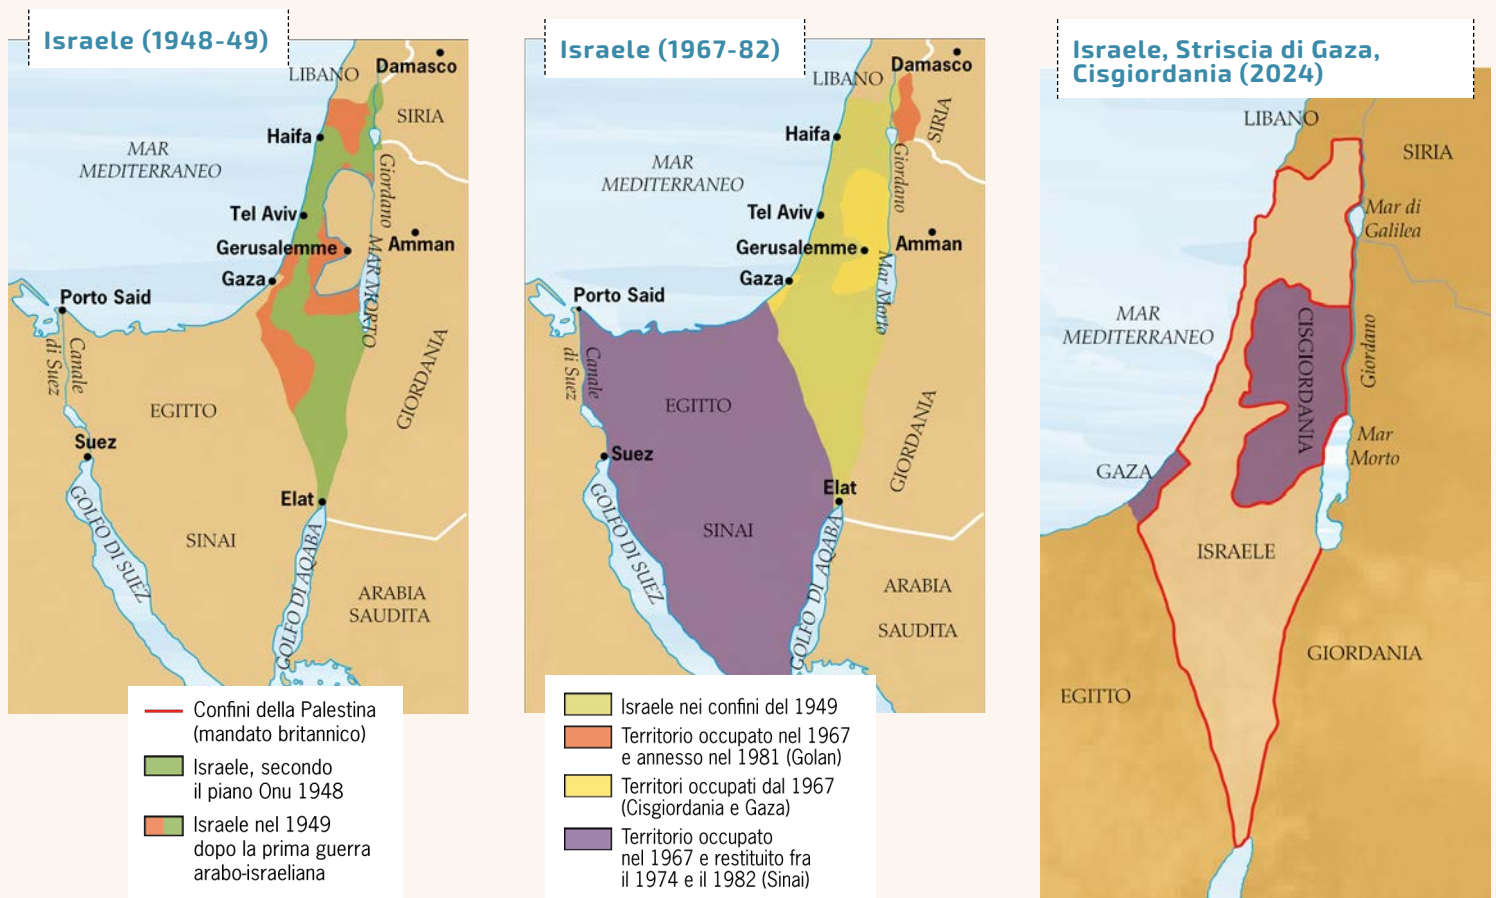 Israele (1948-49)
LIBANO
Damasco
SIRIA
Haifa
MAR
MEDITERRANEO
Giordano
Tel Aviv
Gerusalemme
Amman
MAR MORTO
Gaza
Porto Said
Canale
di Suez
EGITTO
GIORDANIA
Suez
Elat
GOLFO DI SUEZ
SINAI
GOLFO DI AQABA
ARABIA
SAUDITA
Confini della Palestina
(mandato britannico)
Israele, secondo
il piano Onu 1948
Israele nel 1949
dopo la prima guerra
arabo-israeliana
Israele (1967-82)
LIBANO
Damasco
SIRIA
Haifa
MAR
MEDITERRANEO
Giordano
Tel Aviv
Gerusalemme
Amman
Mar Morto
Gaza
Porto Said
Canale
di Suez
EGITTO
GIORDANIA
Suez
Elat
GOLFO DI SUEZ
SINAI
GOLFO DI AQABA
ARABIA
SAUDITA
Israele nei confini del 1949
Territorio occupato nel 1967
e annesso nel 1981 (Golan)
Territori occupati dal 1967
(Cisgiordania e Gaza)
Territorio occupato
nel 1967 e restituito fra
il 1974 e il 1982 (Sinai)
Israele, Striscia di Gaza,
Cisgiordania (2024)
LIBANO
SIRIA
Mar di
Galilea
MAR
MEDITERRANEO
CISGIORDANIA
Giordano
Mar
Morto
GAZA
ISRAELE
GIORDANIA
EGITTO